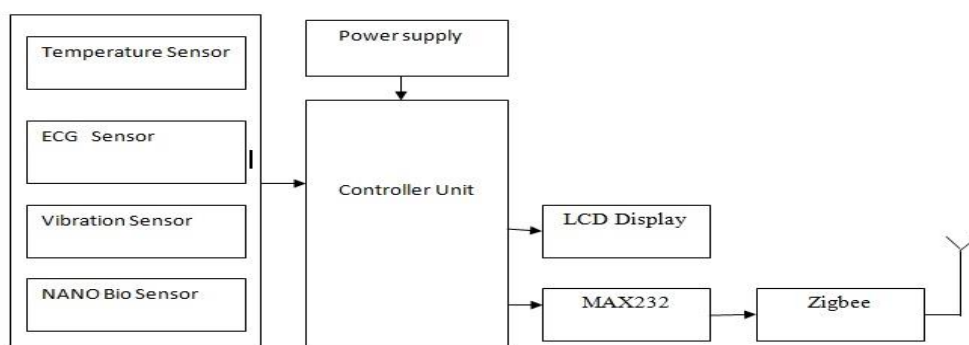 Temperature Sensor
ECG Sensor
Vibration Sensor
NANO Bio Sensor
Power supply
Controller Unit
LCD Display
MAX232
Zigbee